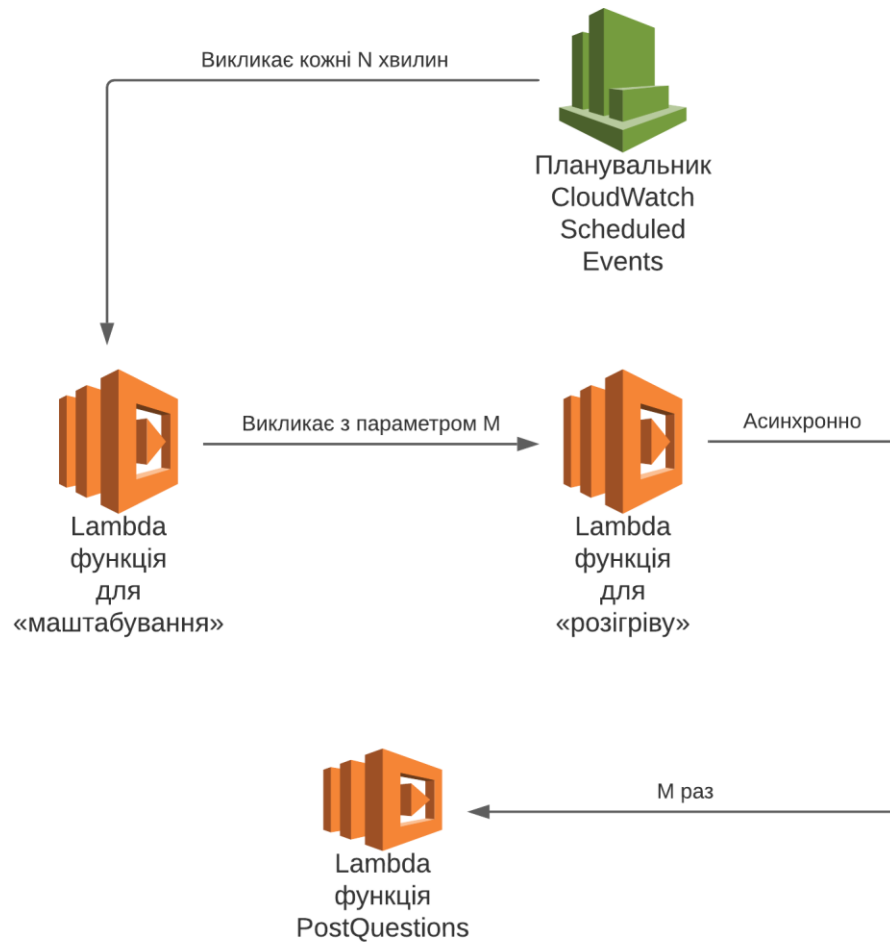 Викликає кожні N хвилин
Планувальник
CloudWatch
Scheduled
Events
Викликає з параметром М
Асинхронно
Lambda
функція
для
«маштабування»
Lambda
функція
для
«розігріву»
М раз
Lambda
функція
PostQuestions